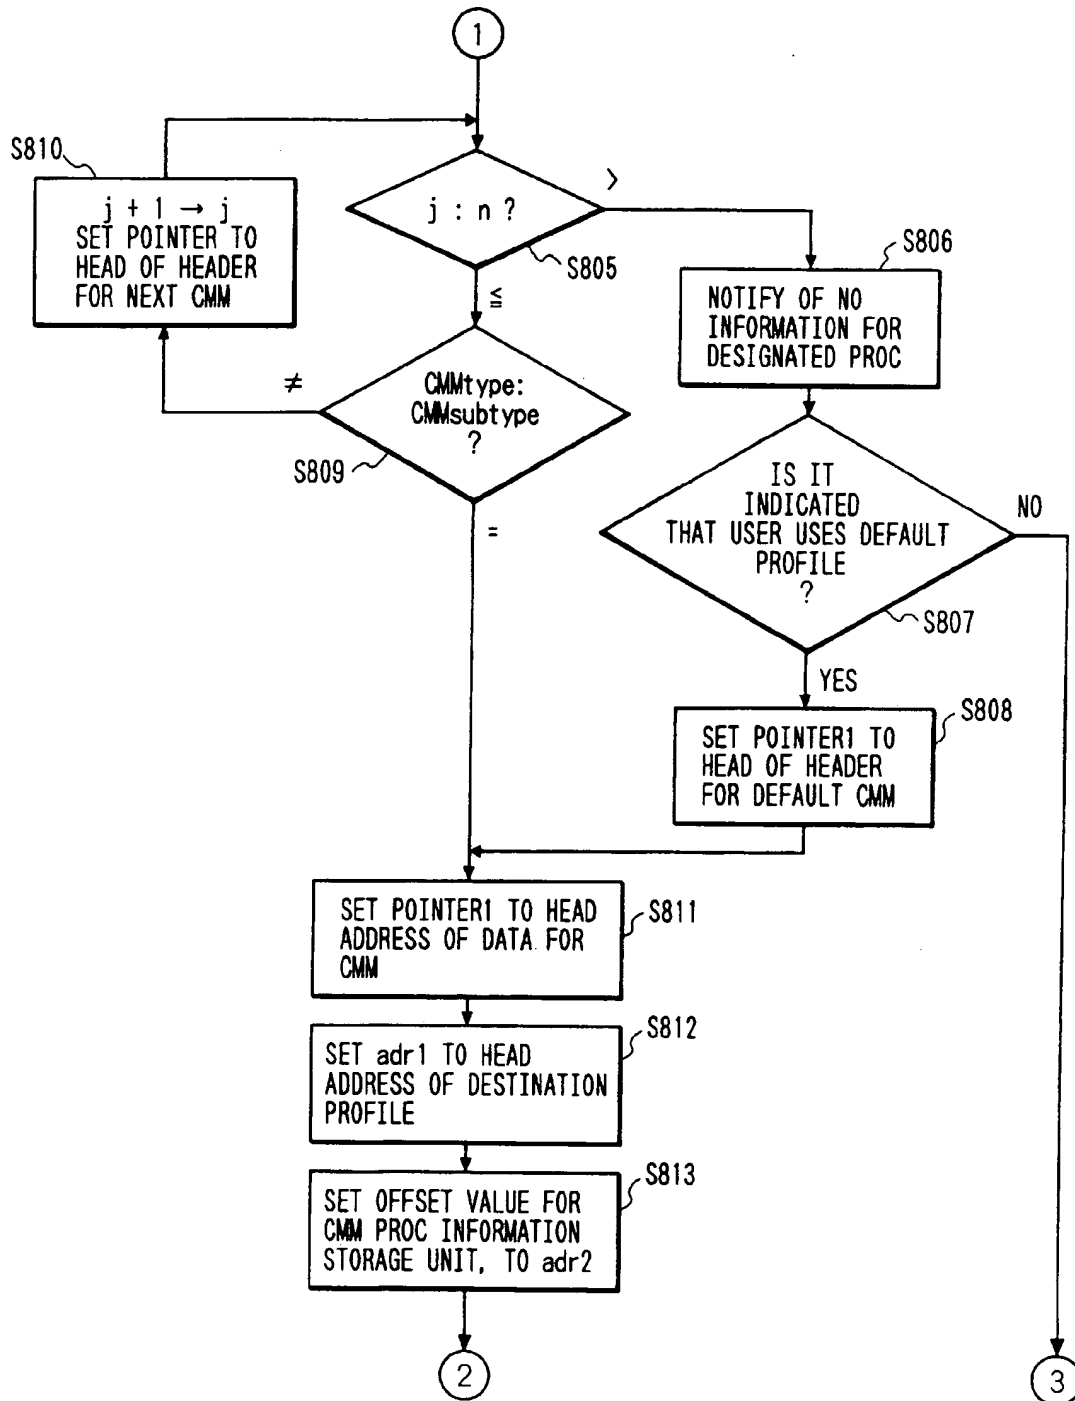 1
S810
j + 1 → j
SET POINTER TO
HEAD OF HEADER
FOR NEXT CMM
j : n ?
>
S805
≦
S806
NOTIFY OF NO
INFORMATION FOR
DESIGNATED PROC
≠
CMMtype:
CMMsubtype
?
S809
=
IS IT
INDICATED
THAT USER USES DEFAULT
PROFILE
?
NO
S807
YES
S808
SET POINTER1 TO
HEAD OF HEADER
FOR DEFAULT CMM
SET POINTER1 TO HEAD
ADDRESS OF DATA FOR
CMM
S811
S812
SET adr1 TO HEAD
ADDRESS OF DESTINATION
PROFILE
S813
SET OFFSET VALUE FOR
CMM PROC INFORMATION
STORAGE UNIT, TO adr2
2
3